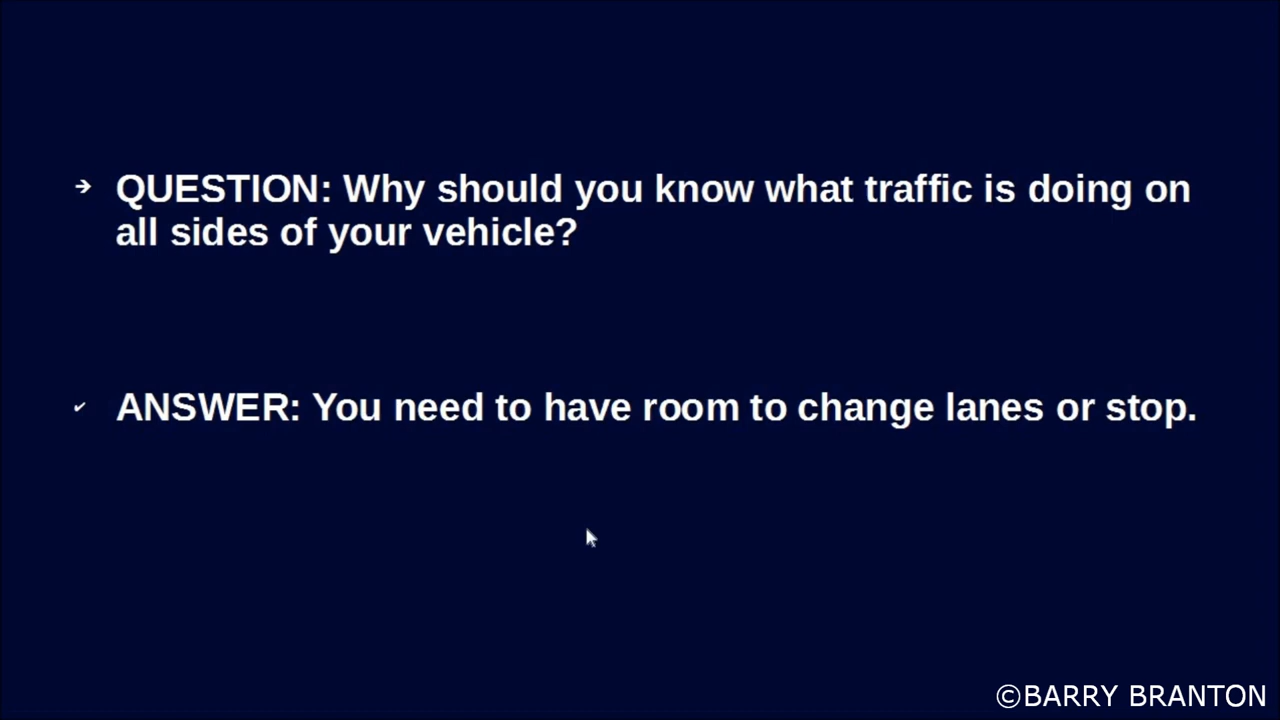 ➔ QUESTION: Why should you know what traffic is doing on
all sides of your vehicle?
✔ ANSWER: You need to have room to change lanes or stop.
©BARRY BRANTON